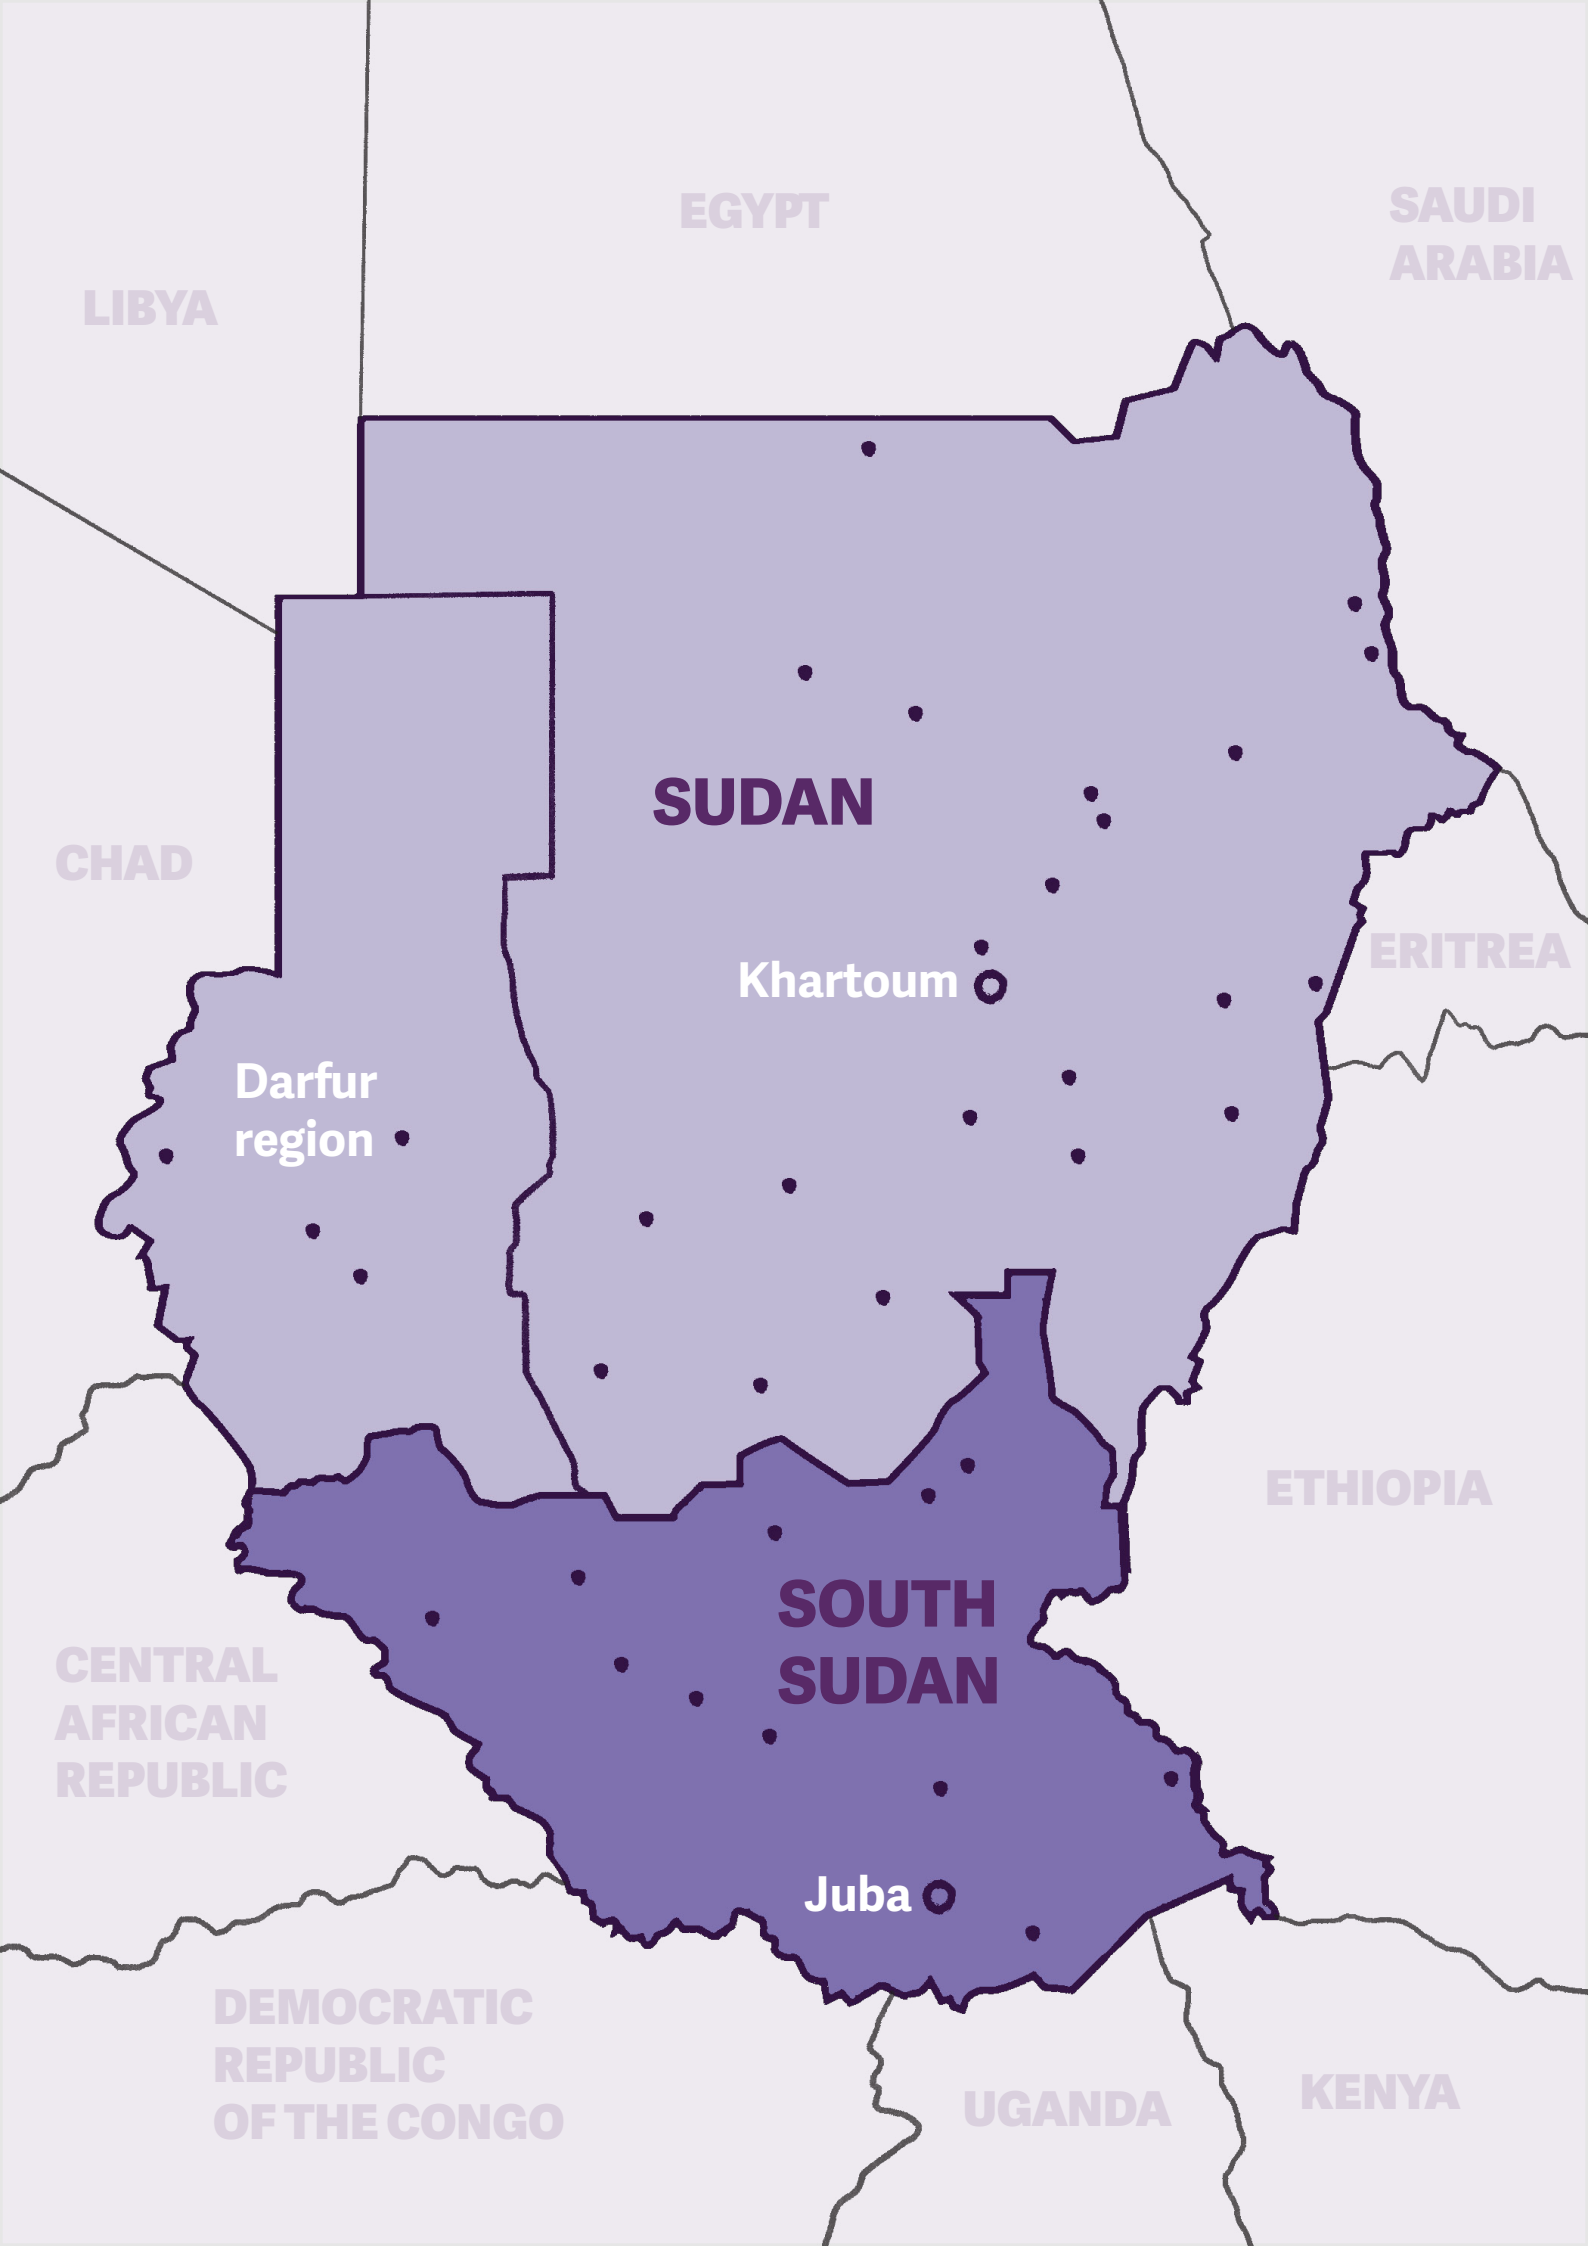 EGYPT
SAUDI
ARABIA
LIBYA
SUDAN
CHAD
ERITREA
Khartoum
Darfur
region
ETHIOPIA
SOUTH
SUDAN
CENTRAL
AFRICAN
REPUBLIC
Juba
DEMOCRATIC
REPUBLIC
OF THE CONGO
UGANDA
KENYA